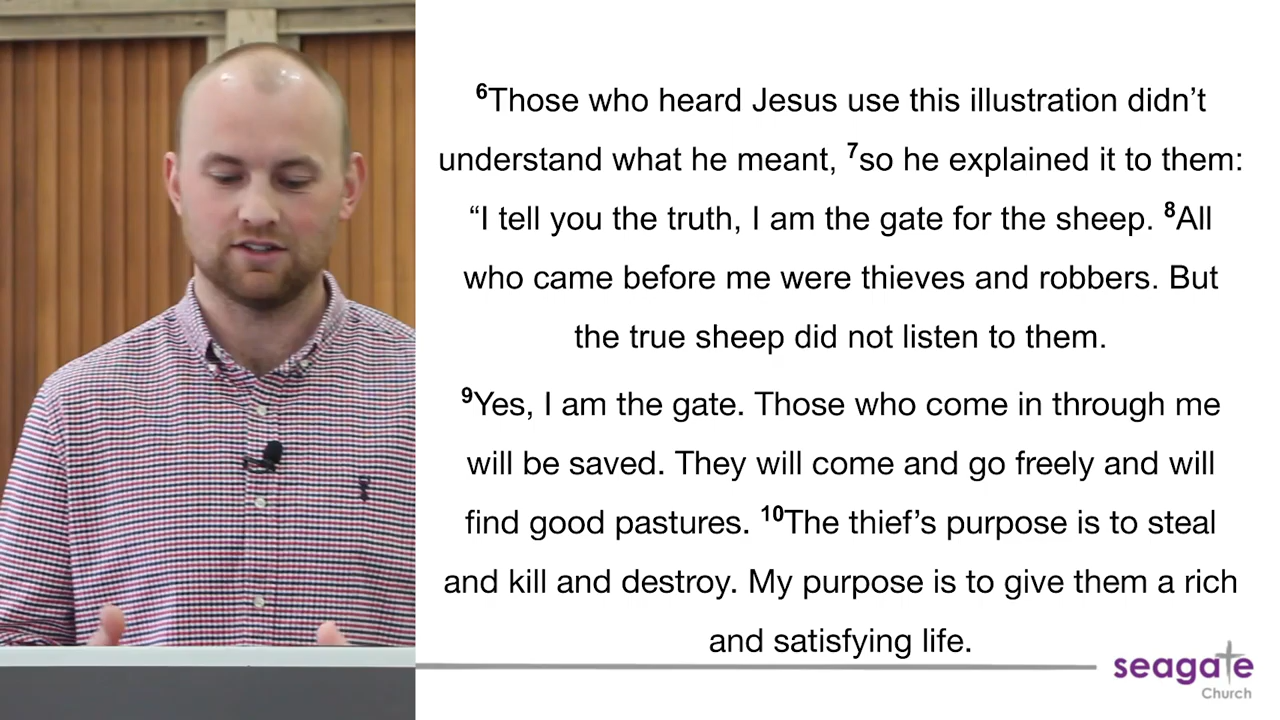 ⁶Those who heard Jesus use this illustration didn’t
understand what he meant, ⁷so he explained it to them:
“I tell you the truth, I am the gate for the sheep. ⁸All
who came before me were thieves and robbers. But
the true sheep did not listen to them.
⁹Yes, I am the gate. Those who come in through me
will be saved. They will come and go freely and will
find good pastures. ¹⁰The thief’s purpose is to steal
and kill and destroy. My purpose is to give them a rich
and satisfying life.
seagate
Church